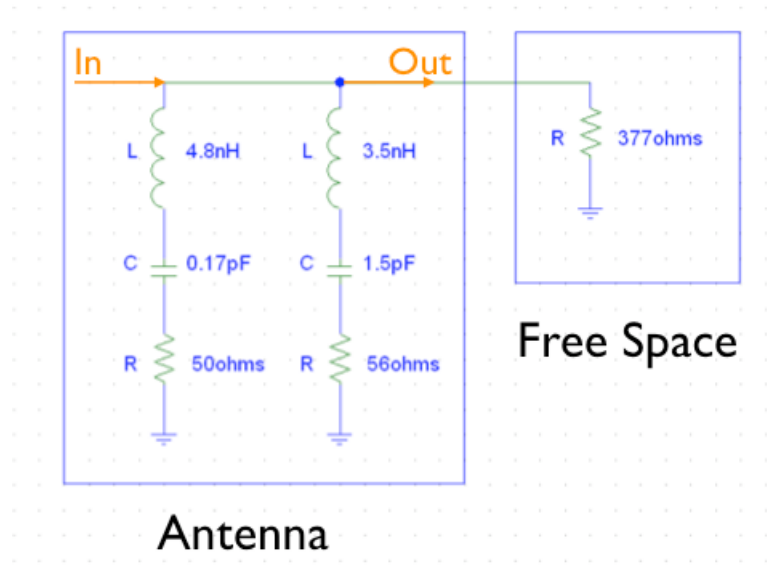 In
Out
L 4.8nH
L 3.5nH
R 377ohms
C 0.17pF
C 1.5pF
R 50ohms
R 56ohms
Free Space
Antenna